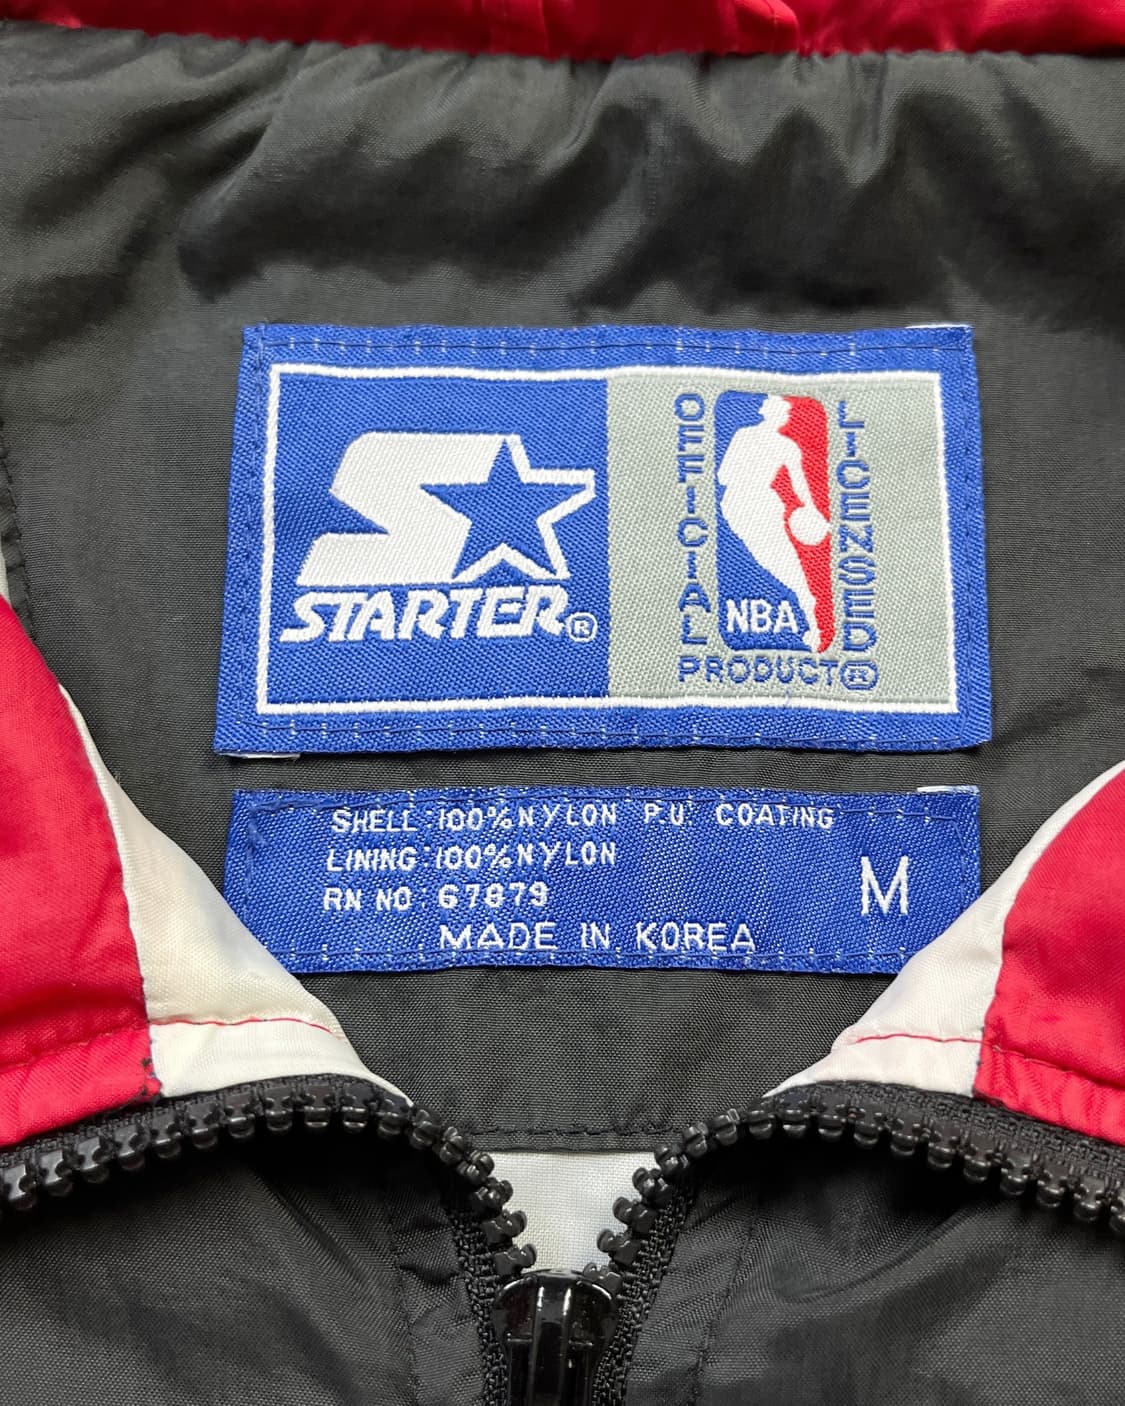 STARTER®
OFFICIAL
LICENSED
NBA
PRODUCT®
SHELL:100%NYLON P.U. COATING
LINING:100%NYLON
RN NO:67879
M
MADE IN KOREA